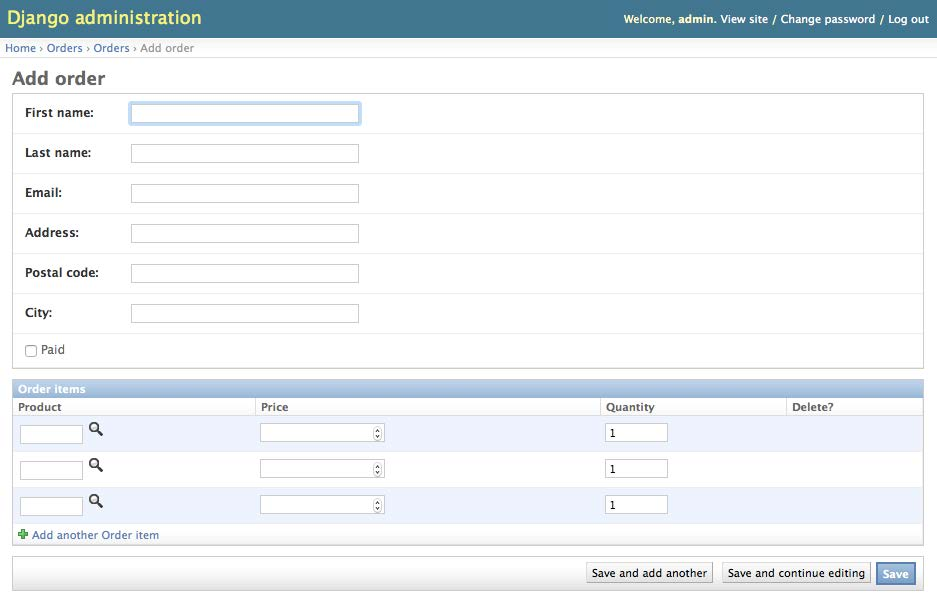 Django administration
Welcome, admin. View site / Change password / Log out
Home › Orders › Orders › Add order
Add order
First name:
Last name:
Email:
Address:
Postal code:
City:
Paid
Order items
Product Price Quantity Delete?
1
1
1
Add another Order item
Save and add another Save and continue editing Save